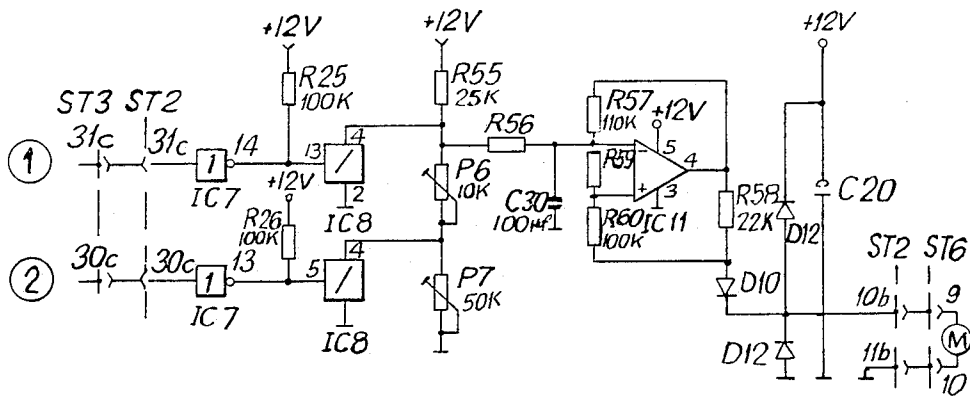 +12V
+12V
+12V
R25
100K
R55
25K
R57
110K
+12V
ST3
ST2
31c
31c
14
13
4
R56
5
4
1
1
IC7
2
IC8
P6
10K
C30
R59
3
IC11
R58
22K
C20
+12V
R26
100K
R60
100K
D12
2
30c
30c
13
5
4
1
IC7
IC8
P7
50K
D10
ST2
ST6
10b
9
M
D12
11b
10